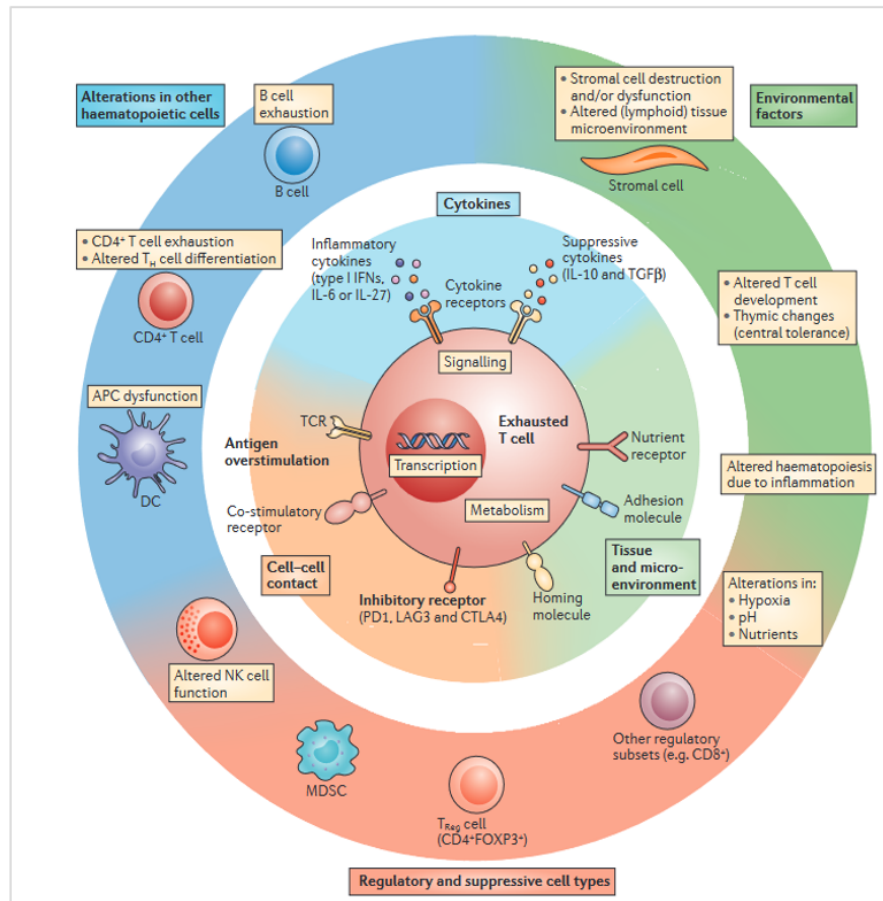 Alterations in other
haematopoietic cells
B cell
exhaustion
B cell
• Stromal cell destruction
and/or dysfunction
• Altered (lymphoid) tissue
microenvironment
Stromal cell
Environmental
factors
• CD4⁺ T cell exhaustion
• Altered T_H cell differentiation
CD4⁺ T cell
Cytokines
Inflammatory
cytokines
(type I IFNs,
IL-6 or IL-27)
Cytokine
receptors
Suppressive
cytokines
(IL-10 and TGFβ)
• Altered T cell
development
• Thymic changes
(central tolerance)
Signalling
APC dysfunction
DC
TCR
Antigen
overstimulation
Exhausted
T cell
Transcription
Nutrient
receptor
Altered haematopoiesis
due to inflammation
Co-stimulatory
receptor
Metabolism
Adhesion
molecule
Cell–cell
contact
Inhibitory receptor
(PD1, LAG3 and CTLA4)
Homing
molecule
Tissue
and micro-
environment
Alterations in:
• Hypoxia
• pH
• Nutrients
Altered NK cell
function
MDSC
T_Reg cell
(CD4⁺FOXP3⁺)
Other regulatory
subsets (e.g. CD8⁺)
Regulatory and suppressive cell types